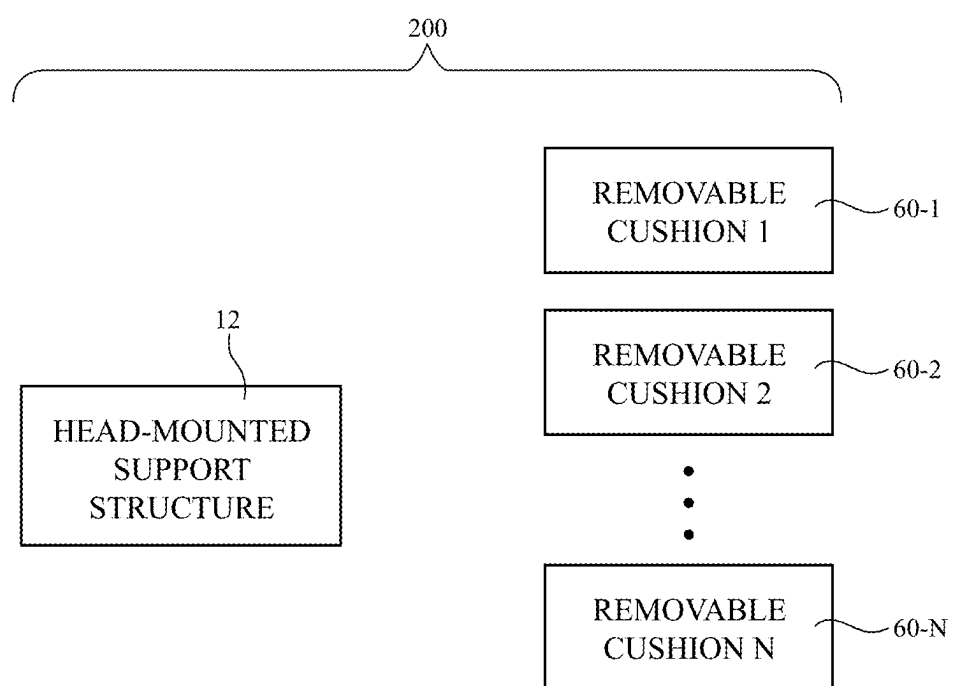 200
REMOVABLE
CUSHION 1
60-1
12
REMOVABLE
CUSHION 2
60-2
HEAD-MOUNTED
SUPPORT
STRUCTURE
REMOVABLE
CUSHION N
60-N